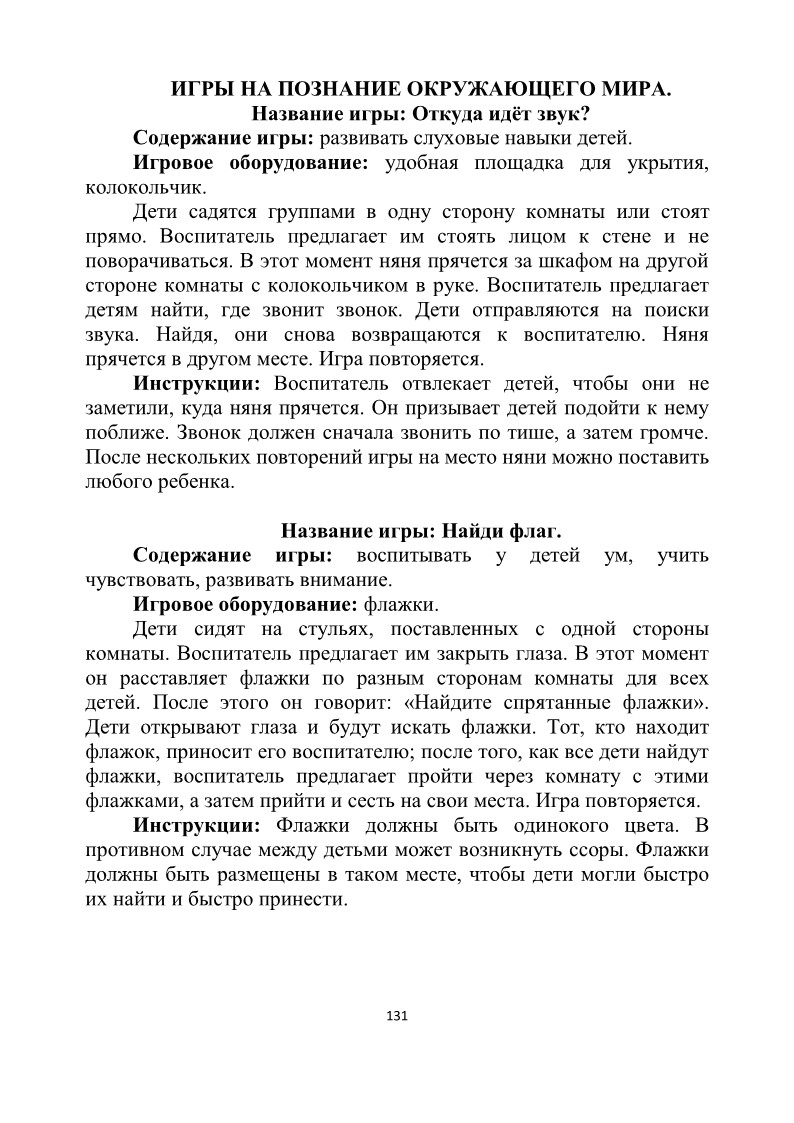 ИГРЫ НА ПОЗНАНИЕ ОКРУЖАЮЩЕГО МИРА.
Название игры: Откуда идёт звук?
Содержание игры: развивать слуховые навыки детей.
Игровое оборудование: удобная площадка для укрытия,
колокольчик.
Дети садятся группами в одну сторону комнаты или стоят
прямо. Воспитатель предлагает им стоять лицом к стене и не
поворачиваться. В этот момент няня прячется за шкафом на другой
стороне комнаты с колокольчиком в руке. Воспитатель предлагает
детям найти, где звонит звонок. Дети отправляются на поиски
звука. Найдя, они снова возвращаются к воспитателю. Няня
прячется в другом месте. Игра повторяется.
Инструкции: Воспитатель отвлекает детей, чтобы они не
заметили, куда няня прячется. Он призывает детей подойти к нему
поближе. Звонок должен сначала звонить по тише, а затем громче.
После нескольких повторений игры на место няни можно поставить
любого ребенка.
Название игры: Найди флаг.
Содержание игры: воспитывать у детей ум, учить
чувствовать, развивать внимание.
Игровое оборудование: флажки.
Дети сидят на стульях, поставленных с одной стороны
комнаты. Воспитатель предлагает им закрыть глаза. В этот момент
он расставляет флажки по разным сторонам комнаты для всех
детей. После этого он говорит: «Найдите спрятанные флажки».
Дети открывают глаза и будут искать флажки. Тот, кто находит
флажок, приносит его воспитателю; после того, как все дети найдут
флажки, воспитатель предлагает пройти через комнату с этими
флажками, а затем прийти и сесть на свои места. Игра повторяется.
Инструкции: Флажки должны быть одинокого цвета. В
противном случае между детьми может возникнуть ссоры. Флажки
должны быть размещены в таком месте, чтобы дети могли быстро
их найти и быстро принести.
131